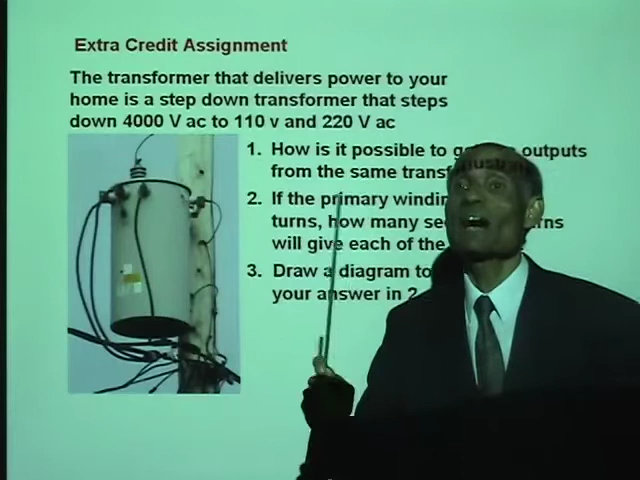 Extra Credit Assignment
The transformer that delivers power to your
home is a step down transformer that steps
down 4000 V ac to 110 v and 220 V ac
1. How is it possible to outputs
from the same
2. If the primary
turns, how many
will give each of the
3. Draw a diagram to
your answer in 2